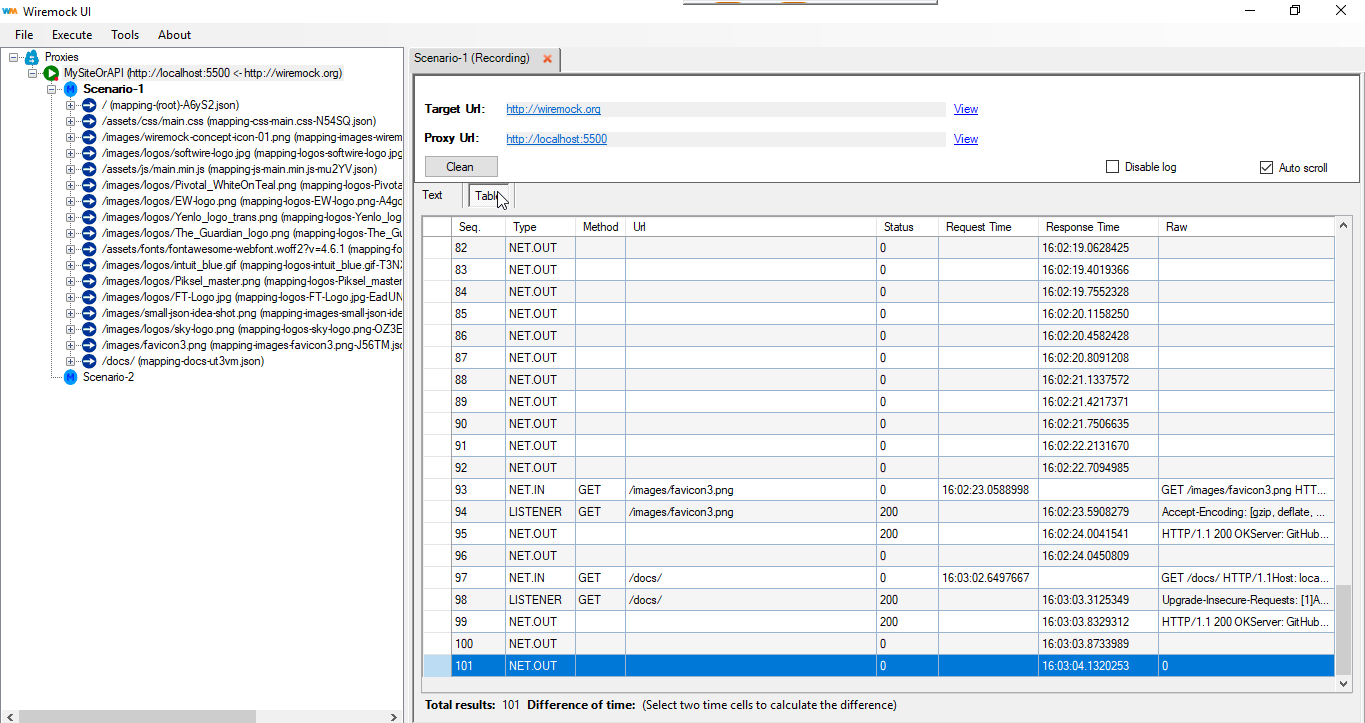 Wiremock UI
File Execute Tools About
Proxies
MySiteOrAPI (http://localhost:5500 <- http://wiremock.org)
Scenario-1
/ (mapping-(root)-A6yS2.json)
/assets/css/main.css (mapping-css-main.css-N54SQ.json)
/images/wiremock-concept-icon-01.png (mapping-images-wirem
/images/logos/softwire-logo.jpg (mapping-logos-softwire-logo.jpg
/assets/js/main.min.js (mapping-js-main.min.js-mu2YV.json)
/images/logos/Pivotal_WhiteOnTeal.png (mapping-logos-Pivota
/images/logos/EW-logo.png (mapping-logos-EW-logo.png-A4gc
/images/logos/Yenlo_logo_trans.png (mapping-logos-Yenlo_log
/images/logos/The_Guardian_logo.png (mapping-logos-The_Gu
/assets/fonts/fontawesome-webfont.woff2?v=4.6.1 (mapping-fo
/images/logos/intuit_blue.gif (mapping-logos-intuit_blue.gif-T3NX
/images/logos/Piksel_master.png (mapping-logos-Piksel_master
/images/logos/FT-Logo.jpg (mapping-logos-FT-Logo.jpg-EadUN
/images/small-json-idea-shot.png (mapping-images-small-json-ide
/images/logos/sky-logo.png (mapping-logos-sky-logo.png-OZ3E
/images/favicon3.png (mapping-images-favicon3.png-J56TM.jso
/docs/ (mapping-docs-ut3vm.json)
Scenario-2
Scenario-1 (Recording)
Target Url: http://wiremock.org View
Proxy Url: http://localhost:5500 View
Clean Disable log Auto scroll
Text Table
Seq. Type Method Url Status Request Time Response Time Raw
82 NET.OUT 0 16:02:19.0628425
83 NET.OUT 0 16:02:19.4019366
84 NET.OUT 0 16:02:19.7552328
85 NET.OUT 0 16:02:20.1158250
86 NET.OUT 0 16:02:20.4582428
87 NET.OUT 0 16:02:20.8091208
88 NET.OUT 0 16:02:21.1337572
89 NET.OUT 0 16:02:21.4217371
90 NET.OUT 0 16:02:21.7506635
91 NET.OUT 0 16:02:22.2131670
92 NET.OUT 0 16:02:22.7094985
93 NET.IN GET /images/favicon3.png 0 16:02:23.0588998 GET /images/favicon3.png HTT...
94 LISTENER GET /images/favicon3.png 200 16:02:23.5908279 Accept-Encoding: [gzip, deflate, ...
95 NET.OUT 200 16:02:24.0041541 HTTP/1.1 200 OKServer: GitHub...
96 NET.OUT 0 16:02:24.0450809
97 NET.IN GET /docs/ 0 16:03:02.6497667 GET /docs/ HTTP/1.1Host: loca...
98 LISTENER GET /docs/ 200 16:03:03.3125349 Upgrade-Insecure-Requests: [1]A...
99 NET.OUT 200 16:03:03.8329312 HTTP/1.1 200 OKServer: GitHub...
100 NET.OUT 0 16:03:03.8733989
101 NET.OUT 0 16:03:04.1320253 0
Total results: 101 Difference of time: (Select two time cells to calculate the difference)